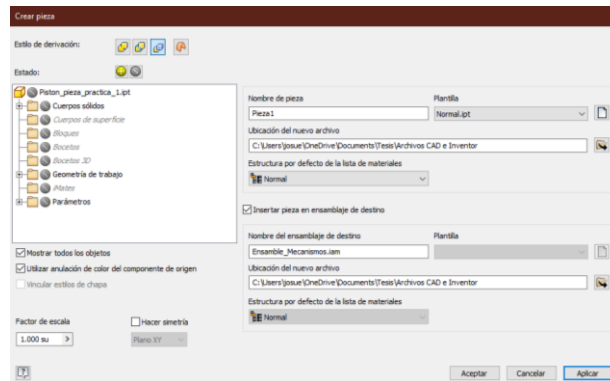 Crear pieza
Estilo de derivación:
Estado:
Piston_pieza_practica_1.ipt
Cuerpos sólidos
Cuerpos de superficie
Bloques
Bocetos
Bocetos 3D
Geometría de trabajo
iMates
Parámetros
Mostrar todos los objetos
Utilizar anulación de color del componente de origen
Vincular estilos de chapa
Factor de escala
Hacer simetría
1.000 su
Plano XY
Nombre de pieza
Plantilla
Pieza1
Normal.ipt
Ubicación del nuevo archivo
C:\Users\josue\OneDrive\Documents\Tesis\Archivos CAD e Inventor
Estructura por defecto de la lista de materiales
Normal
Insertar pieza en ensamblaje de destino
Nombre del ensamblaje de destino
Plantilla
Ensamble_Mecanismos.iam
Ubicación del nuevo archivo
C:\Users\josue\OneDrive\Documents\Tesis\Archivos CAD e Inventor
Estructura por defecto de la lista de materiales
Normal
Aceptar
Cancelar
Aplicar